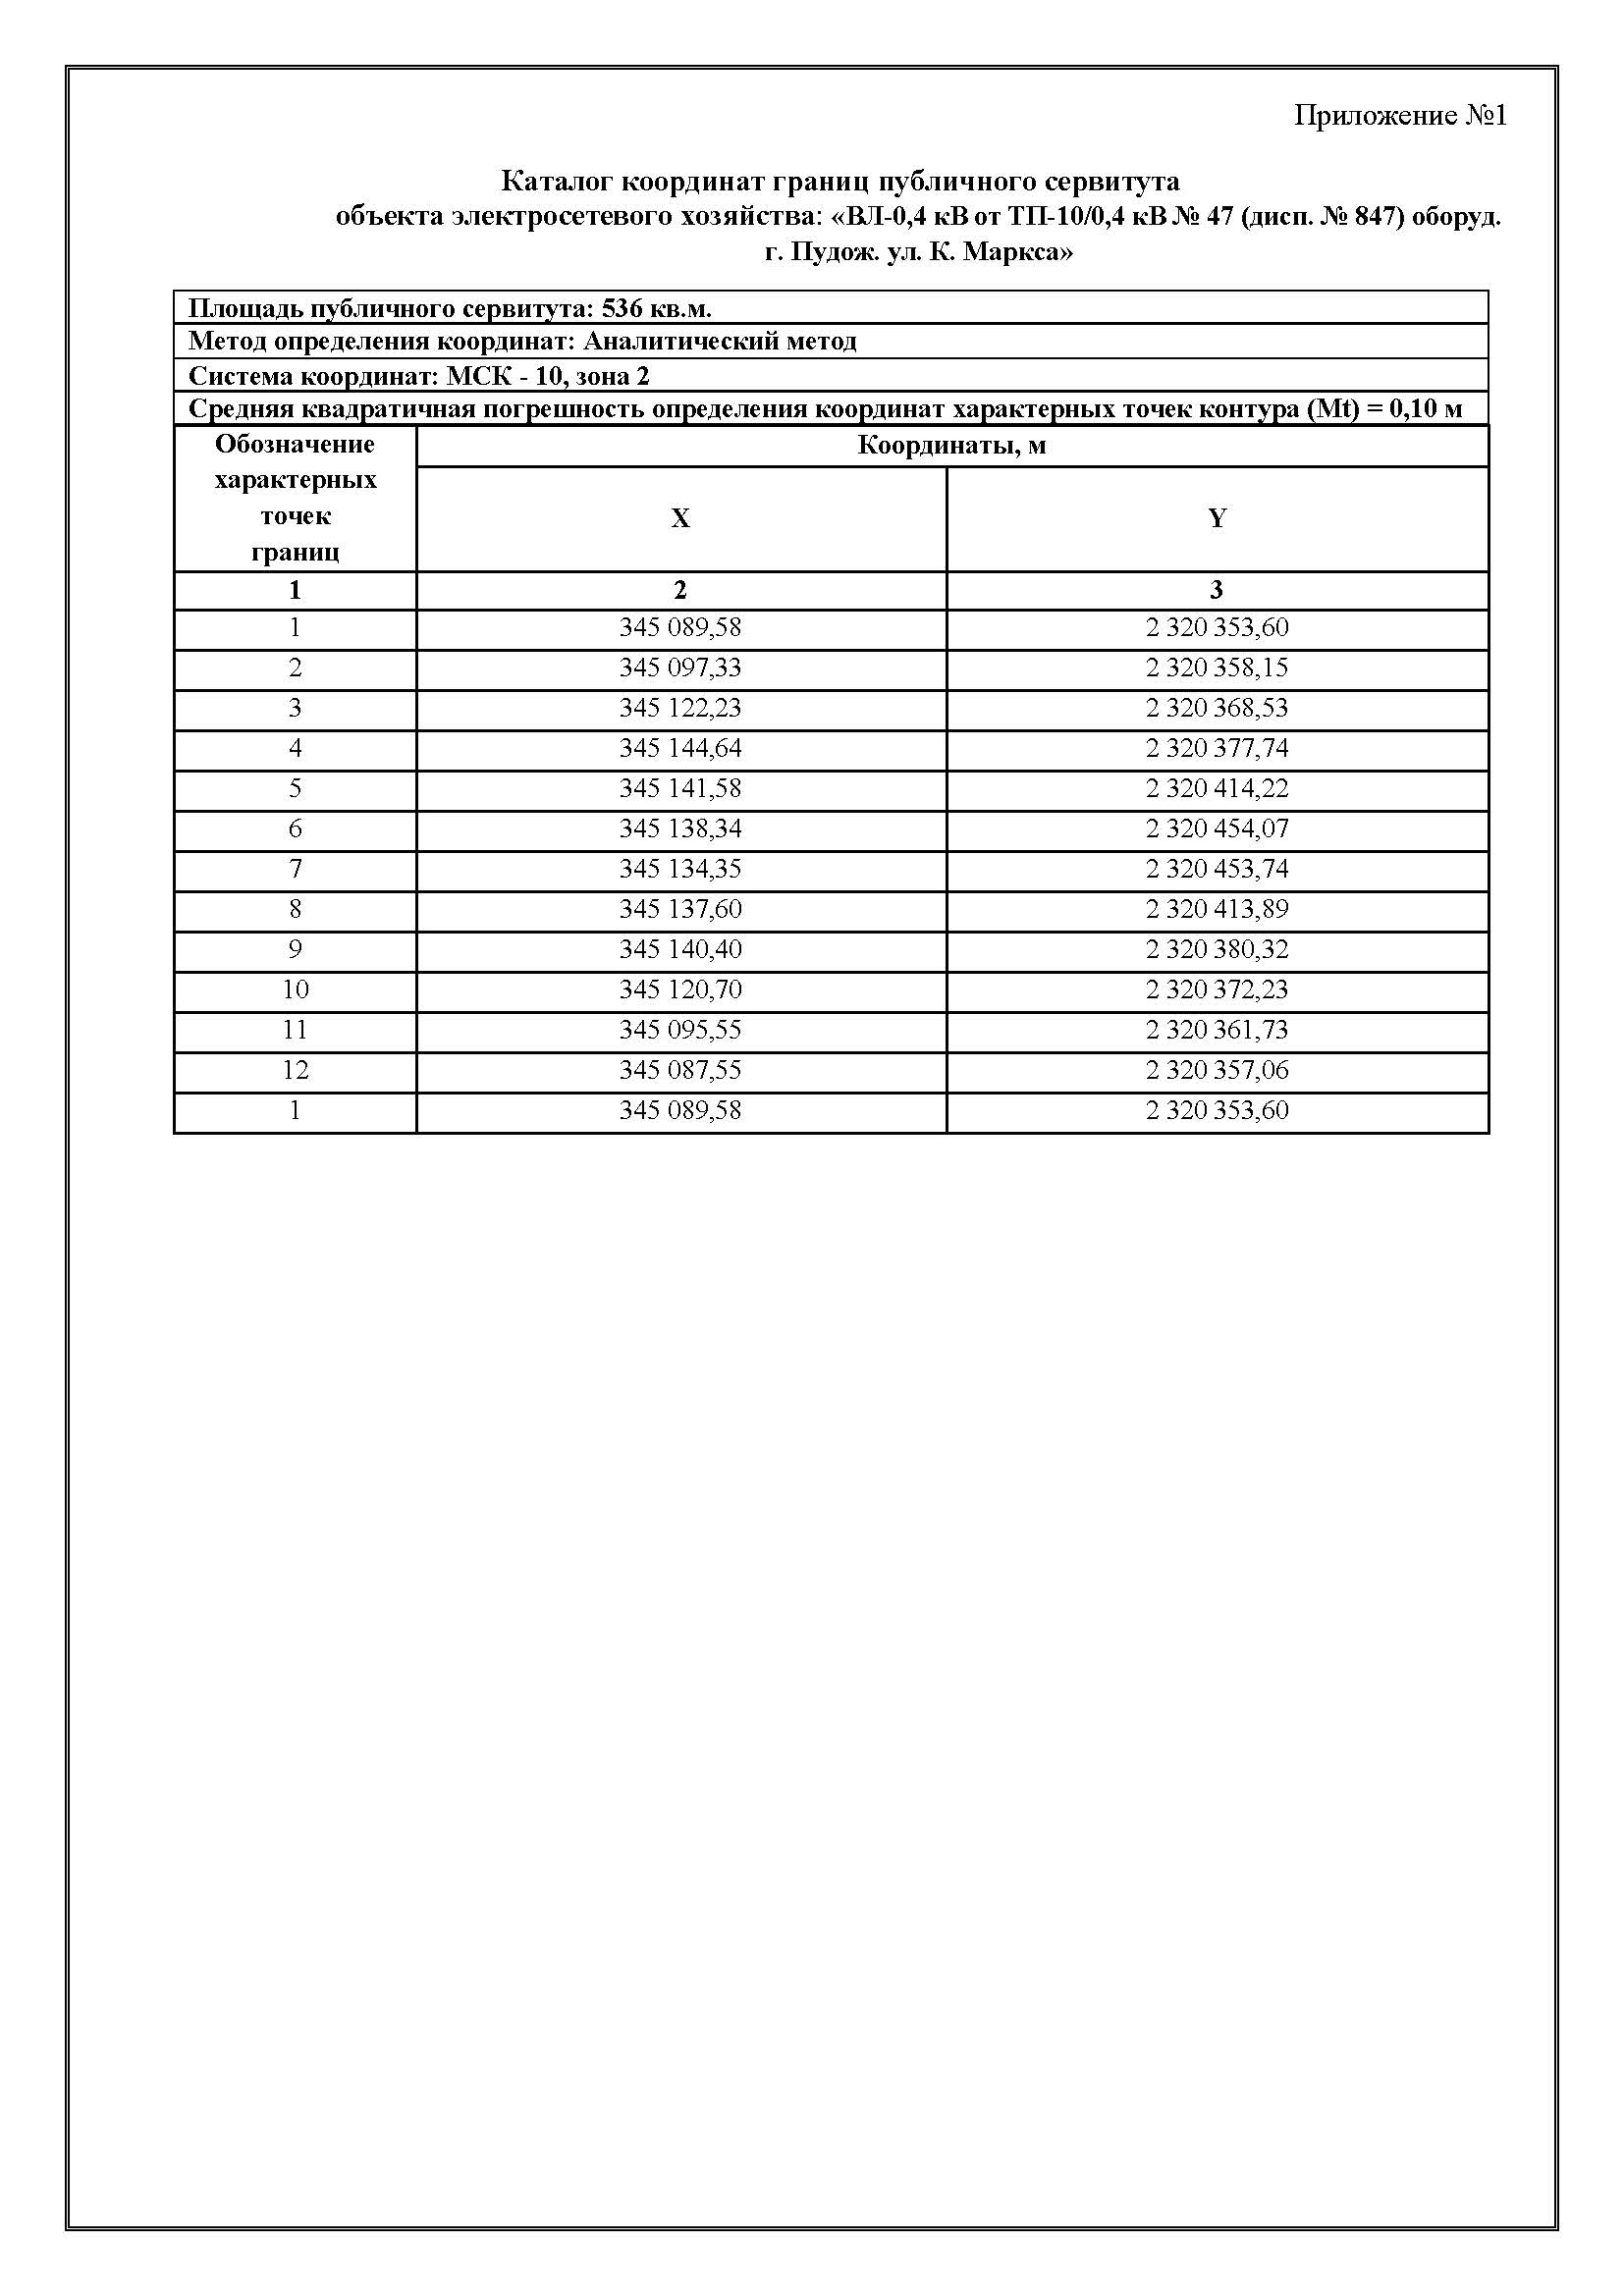 Приложение №1
Каталог координат границ публичного сервитута
объекта электросетевого хозяйства: «ВЛ-0,4 кВ от ТП-10/0,4 кВ № 47 (дисп. № 847) оборуд.
г. Пудож. ул. К. Маркса»
Площадь публичного сервитута: 536 кв.м.
Метод определения координат: Аналитический метод
Система координат: МСК - 10, зона 2
Средняя квадратичная погрешность определения координат характерных точек контура (Mt) = 0,10 м
Обозначение
характерных
точек
границ
Координаты, м
X Y
1 2 3
1 345 089,58 2 320 353,60
2 345 097,33 2 320 358,15
3 345 122,23 2 320 368,53
4 345 144,64 2 320 377,74
5 345 141,58 2 320 414,22
6 345 138,34 2 320 454,07
7 345 134,35 2 320 453,74
8 345 137,60 2 320 413,89
9 345 140,40 2 320 380,32
10 345 120,70 2 320 372,23
11 345 095,55 2 320 361,73
12 345 087,55 2 320 357,06
1 345 089,58 2 320 353,60